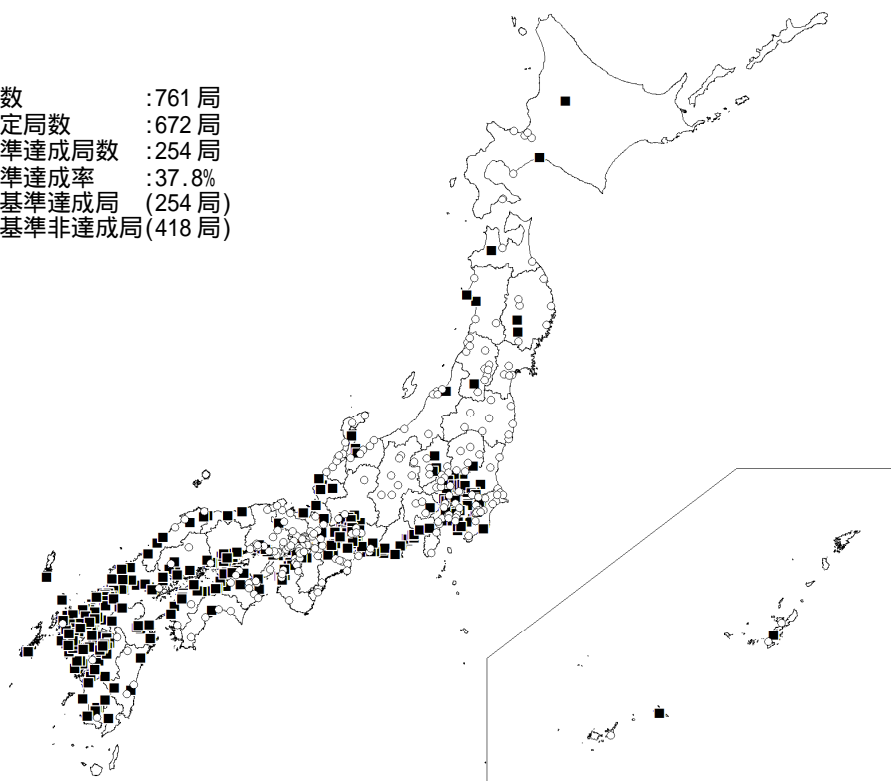 数 :761 局
定局数 :672 局
準達成局数 :254 局
準達成率 :37.8%
基準達成局 (254 局)
基準非達成局(418 局)